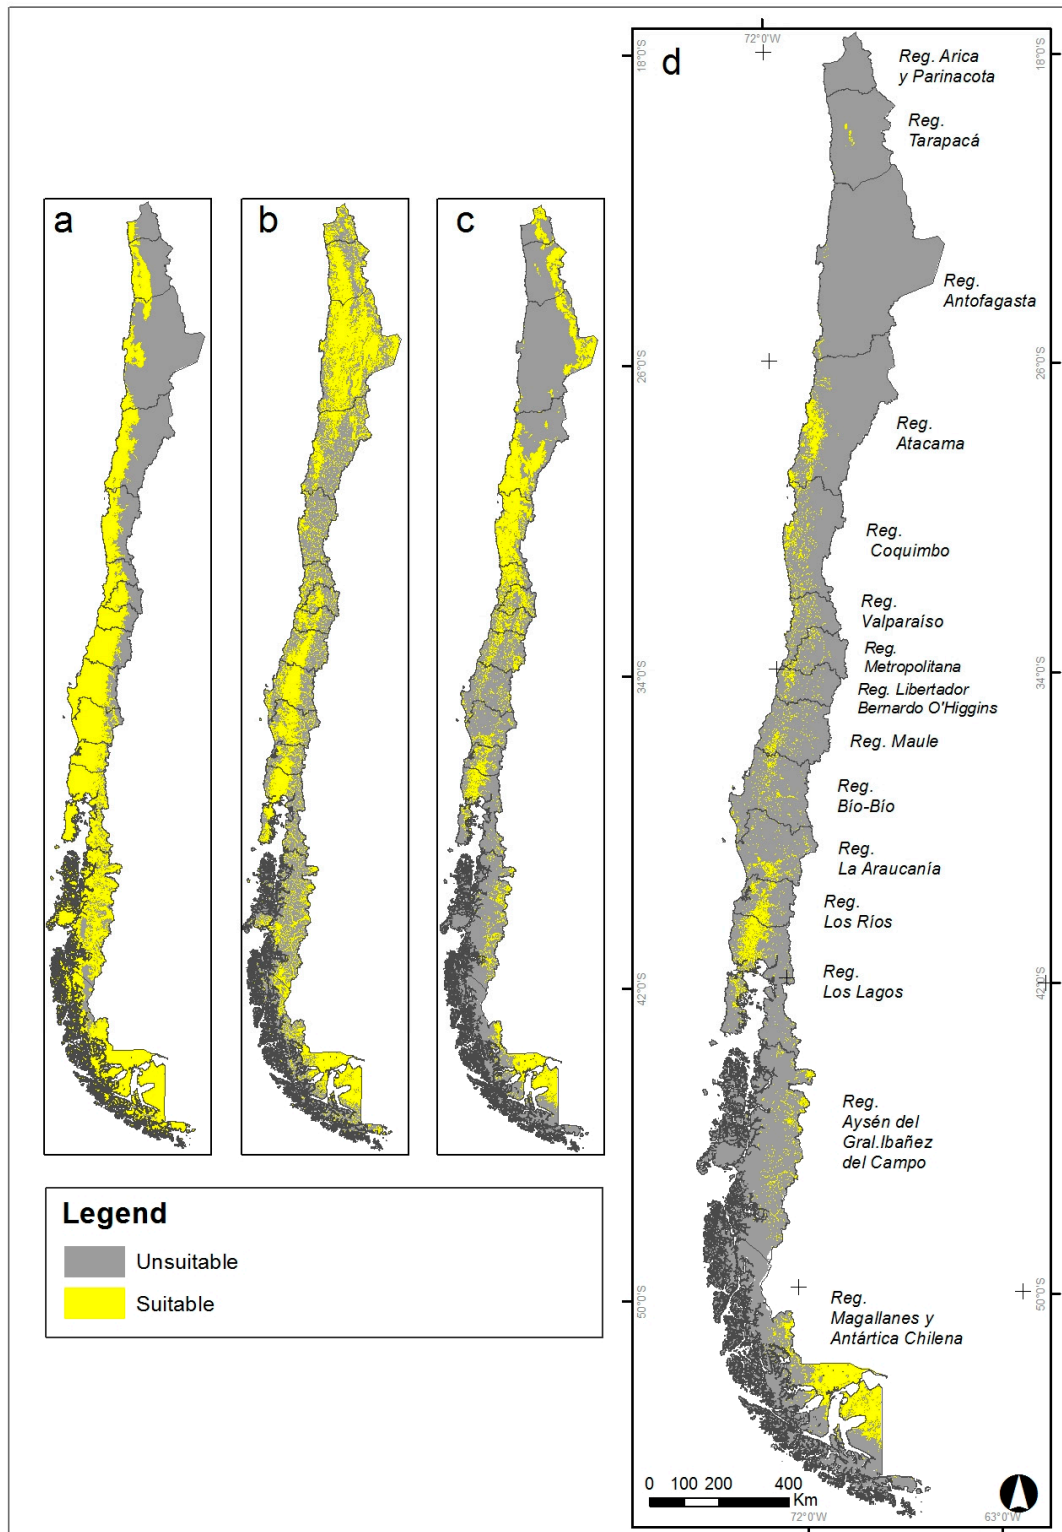 a
b
c
d
72°0'W
18°0'S
18°0'S
Reg. Arica
y Parinacota
Reg.
Tarapacá
Reg.
Antofagasta
26°0'S
26°0'S
Reg.
Atacama
Reg.
Coquimbo
Reg.
Valparaíso
Reg.
Metropolitana
34°0'S
34°0'S
Reg. Libertador
Bernardo O'Higgins
Reg. Maule
Reg.
Bío-Bío
Reg.
La Araucanía
Reg.
Los Ríos
Reg.
Los Lagos
42°0'S
42°0'S
Reg.
Aysén del
Gral.Ibañez
del Campo
50°0'S
50°0'S
Reg.
Magallanes y
Antártica Chilena
Legend
Unsuitable
Suitable
0 100 200 400
Km
72°0'W
63°0'W